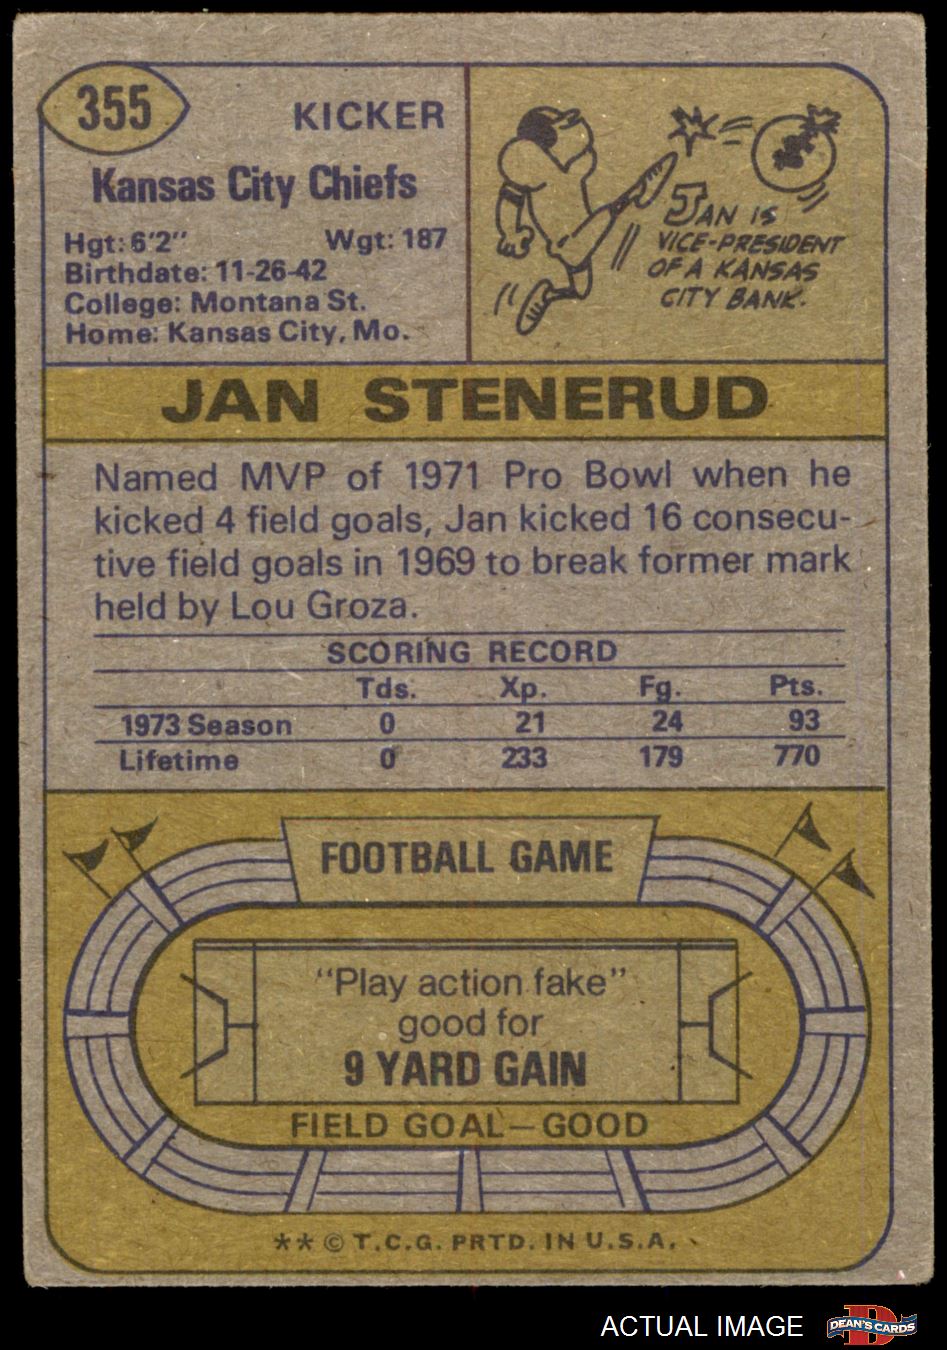 355
KICKER
Kansas City Chiefs
Hgt: 6'2" Wgt: 187
Birthdate: 11-26-42
College: Montana St.
Home: Kansas City, Mo.
JAN IS
VICE-PRESIDENT
OF A KANSAS
CITY BANK.
JAN STENERUD
Named MVP of 1971 Pro Bowl when he
kicked 4 field goals, Jan kicked 16 consecu-
tive field goals in 1969 to break former mark
held by Lou Groza.
SCORING RECORD
Tds. Xp. Fg. Pts.
1973 Season 0 21 24 93
Lifetime 0 233 179 770
FOOTBALL GAME
"Play action fake"
good for
9 YARD GAIN
FIELD GOAL—GOOD
** © T.C.G. PRTD. IN U.S.A.
ACTUAL IMAGE
DEAN'S CARDS